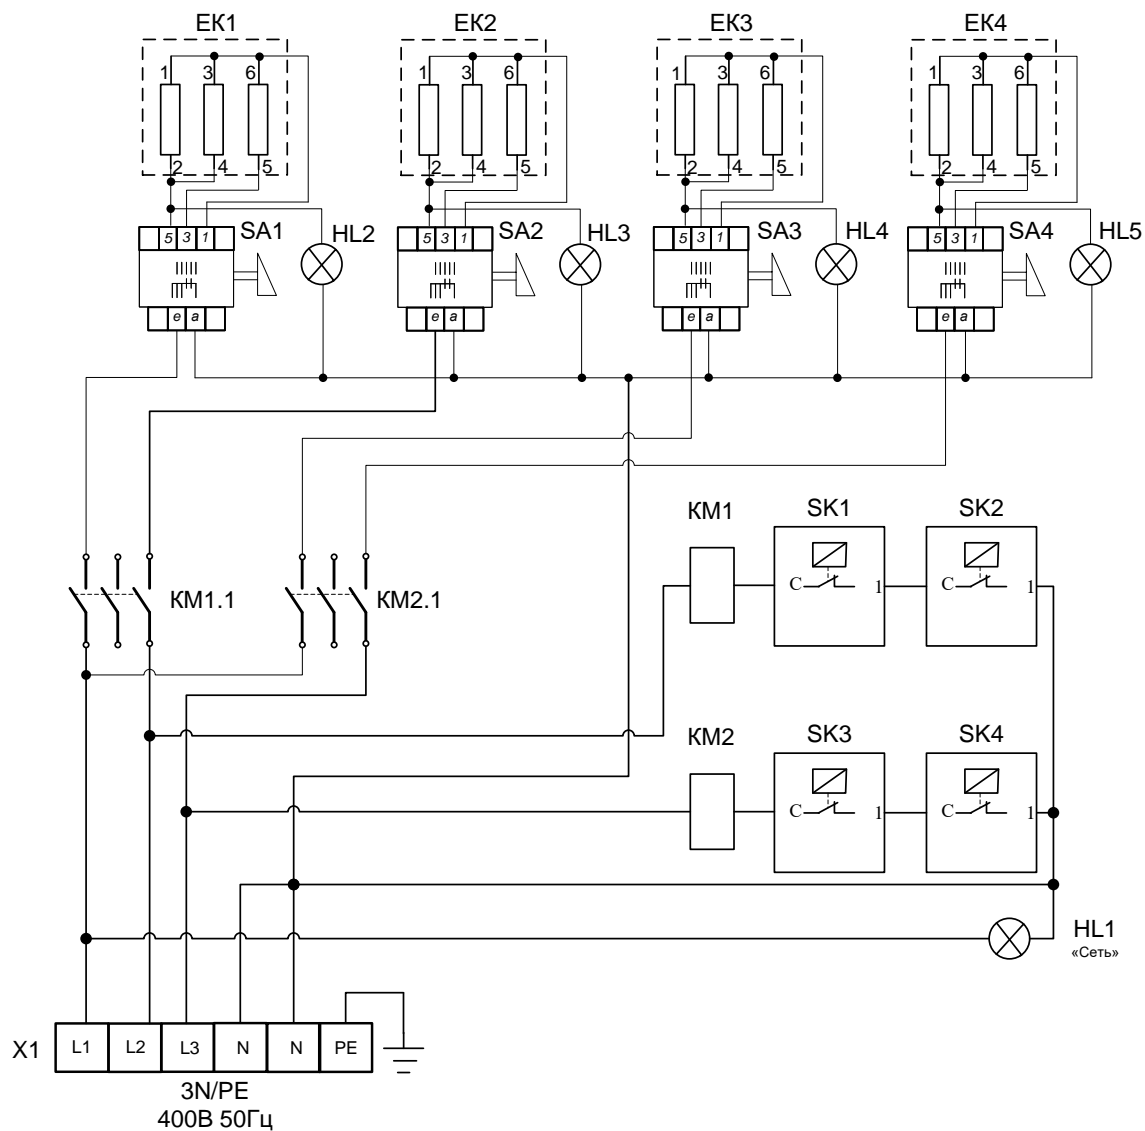 ЕК1 ЕК2 ЕК3 ЕК4
1 3 6 1 3 6 1 3 6 1 3 6
2 4 5 2 4 5 2 4 5 2 4 5
5 3 1 SA1 HL2 5 3 1 SA2 HL3 5 3 1 SA3 HL4 5 3 1 SA4 HL5
e a e a e a e a
КМ1 SK1 SK2
C 1 C 1
КМ1.1 КМ2.1
КМ2 SK3 SK4
C 1 C 1
HL1
«Сеть»
X1 L1 L2 L3 N N PE
3N/PE
400В 50Гц